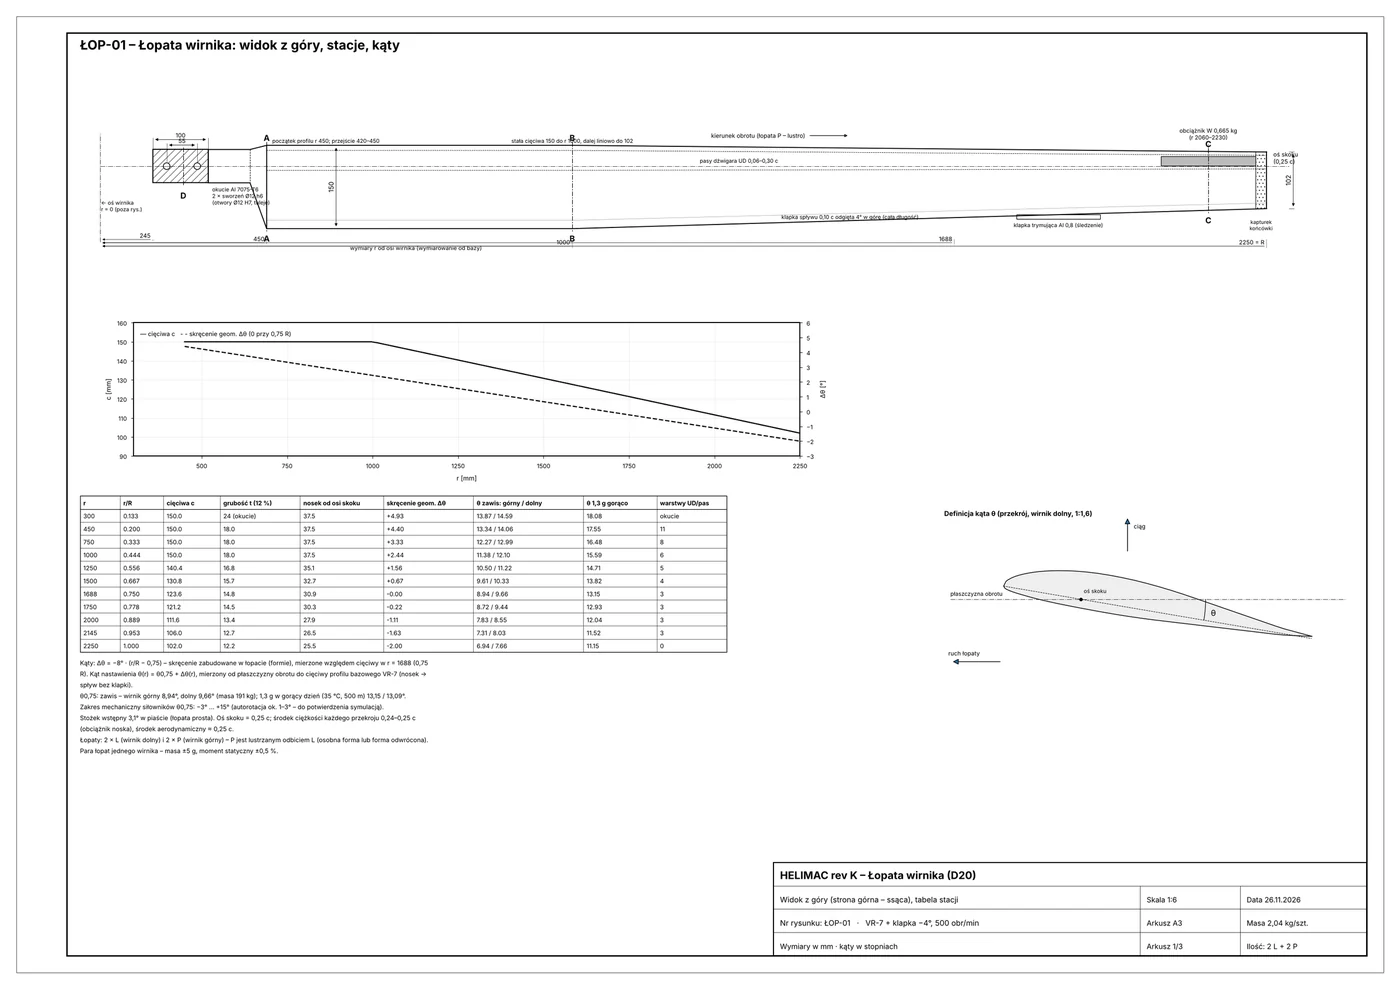 ŁOP-01 – Łopata wirnika: widok z góry, stacje, kąty
100
55
A
początek profilu r 450; przejście 420–450
B
stała cięciwa 150 do r 1000, dalej liniowo do 102
kierunek obrotu (łopata P – lustro)
obciążnik W 0,665 kg
(r 2060–2230)
C
pasy dźwigara UD 0,06–0,30 c
oś skoku
(0,25 c)
D
150
102
okucie Al 7075-T6
2 × sworzeń Ø12 h6
(otwory Ø12 H7, tuleje)
← oś wirnika
r = 0 (poza rys.)
klapka spływu 0,10 c odgięta 4° w górę (cała długość)
klapka trymująca Al 0,8 (śledzenie)
C
kapturek
końcówki
245
450
A
1000
B
1688
2250 = R
wymiary r od osi wirnika (wymiarowanie od bazy)
— cięciwa c - - skręcenie geom. Δθ (0 przy 0,75 R)
160
150
140
130
120
110
100
90
c [mm]
6
5
4
3
2
1
0
−1
−2
−3
Δθ [°]
500 750 1000 1250 1500 1750 2000 2250
r [mm]
r r/R cięciwa c grubość t (12 %) nosek od osi skoku skręcenie geom. Δθ θ zawis: górny / dolny θ 1,3 g gorąco warstwy UD/pas
300 0.133 150.0 24 (okucie) 37.5 +4.93 13.87 / 14.59 18.08 okucie
450 0.200 150.0 18.0 37.5 +4.40 13.34 / 14.06 17.55 11
750 0.333 150.0 18.0 37.5 +3.33 12.27 / 12.99 16.48 8
1000 0.444 150.0 18.0 37.5 +2.44 11.38 / 12.10 15.59 6
1250 0.556 140.4 16.8 35.1 +1.56 10.50 / 11.22 14.71 5
1500 0.667 130.8 15.7 32.7 +0.67 9.61 / 10.33 13.82 4
1688 0.750 123.6 14.8 30.9 -0.00 8.94 / 9.66 13.15 3
1750 0.778 121.2 14.5 30.3 -0.22 8.72 / 9.44 12.93 3
2000 0.889 111.6 13.4 27.9 -1.11 7.83 / 8.55 12.04 3
2145 0.953 106.0 12.7 26.5 -1.63 7.31 / 8.03 11.52 3
2250 1.000 102.0 12.2 25.5 -2.00 6.94 / 7.66 11.15 0
Kąty: Δθ = −8° · (r/R − 0,75) – skręcenie zabudowane w łopacie (formie), mierzone względem cięciwy w r = 1688 (0,75
R). Kąt nastawienia θ(r) = θ0,75 + Δθ(r), mierzony od płaszczyzny obrotu do cięciwy profilu bazowego VR-7 (nosek →
spływ bez klapki).
θ0,75: zawis – wirnik górny 8,94°, dolny 9,66° (masa 191 kg); 1,3 g w gorący dzień (35 °C, 500 m) 13,15 / 13,09°.
Zakres mechaniczny siłowników θ0,75: −3° … +15° (autorotacja ok. 1–3° – do potwierdzenia symulacją).
Stożek wstępny 3,1° w piaście (łopata prosta). Oś skoku = 0,25 c; środek ciężkości każdego przekroju 0,24–0,25 c
(obciążnik noska), środek aerodynamiczny ≈ 0,25 c.
Łopaty: 2 × L (wirnik dolny) i 2 × P (wirnik górny) – P jest lustrzanym odbiciem L (osobna forma lub forma odwrócona).
Para łopat jednego wirnika – masa ±5 g, moment statyczny ±0,5 %.
Definicja kąta θ (przekrój, wirnik dolny, 1:1,6)
ciąg
płaszczyzna obrotu
oś skoku
θ
ruch łopaty
HELIMAC rev K – Łopata wirnika (D20)
Widok z góry (strona górna – ssąca), tabela stacji Skala 1:6 Data 26.11.2026
Nr rysunku: ŁOP-01 · VR-7 + klapka −4°, 500 obr/min Arkusz A3 Masa 2,04 kg/szt.
Wymiary w mm · kąty w stopniach Arkusz 1/3 Ilość: 2 L + 2 P